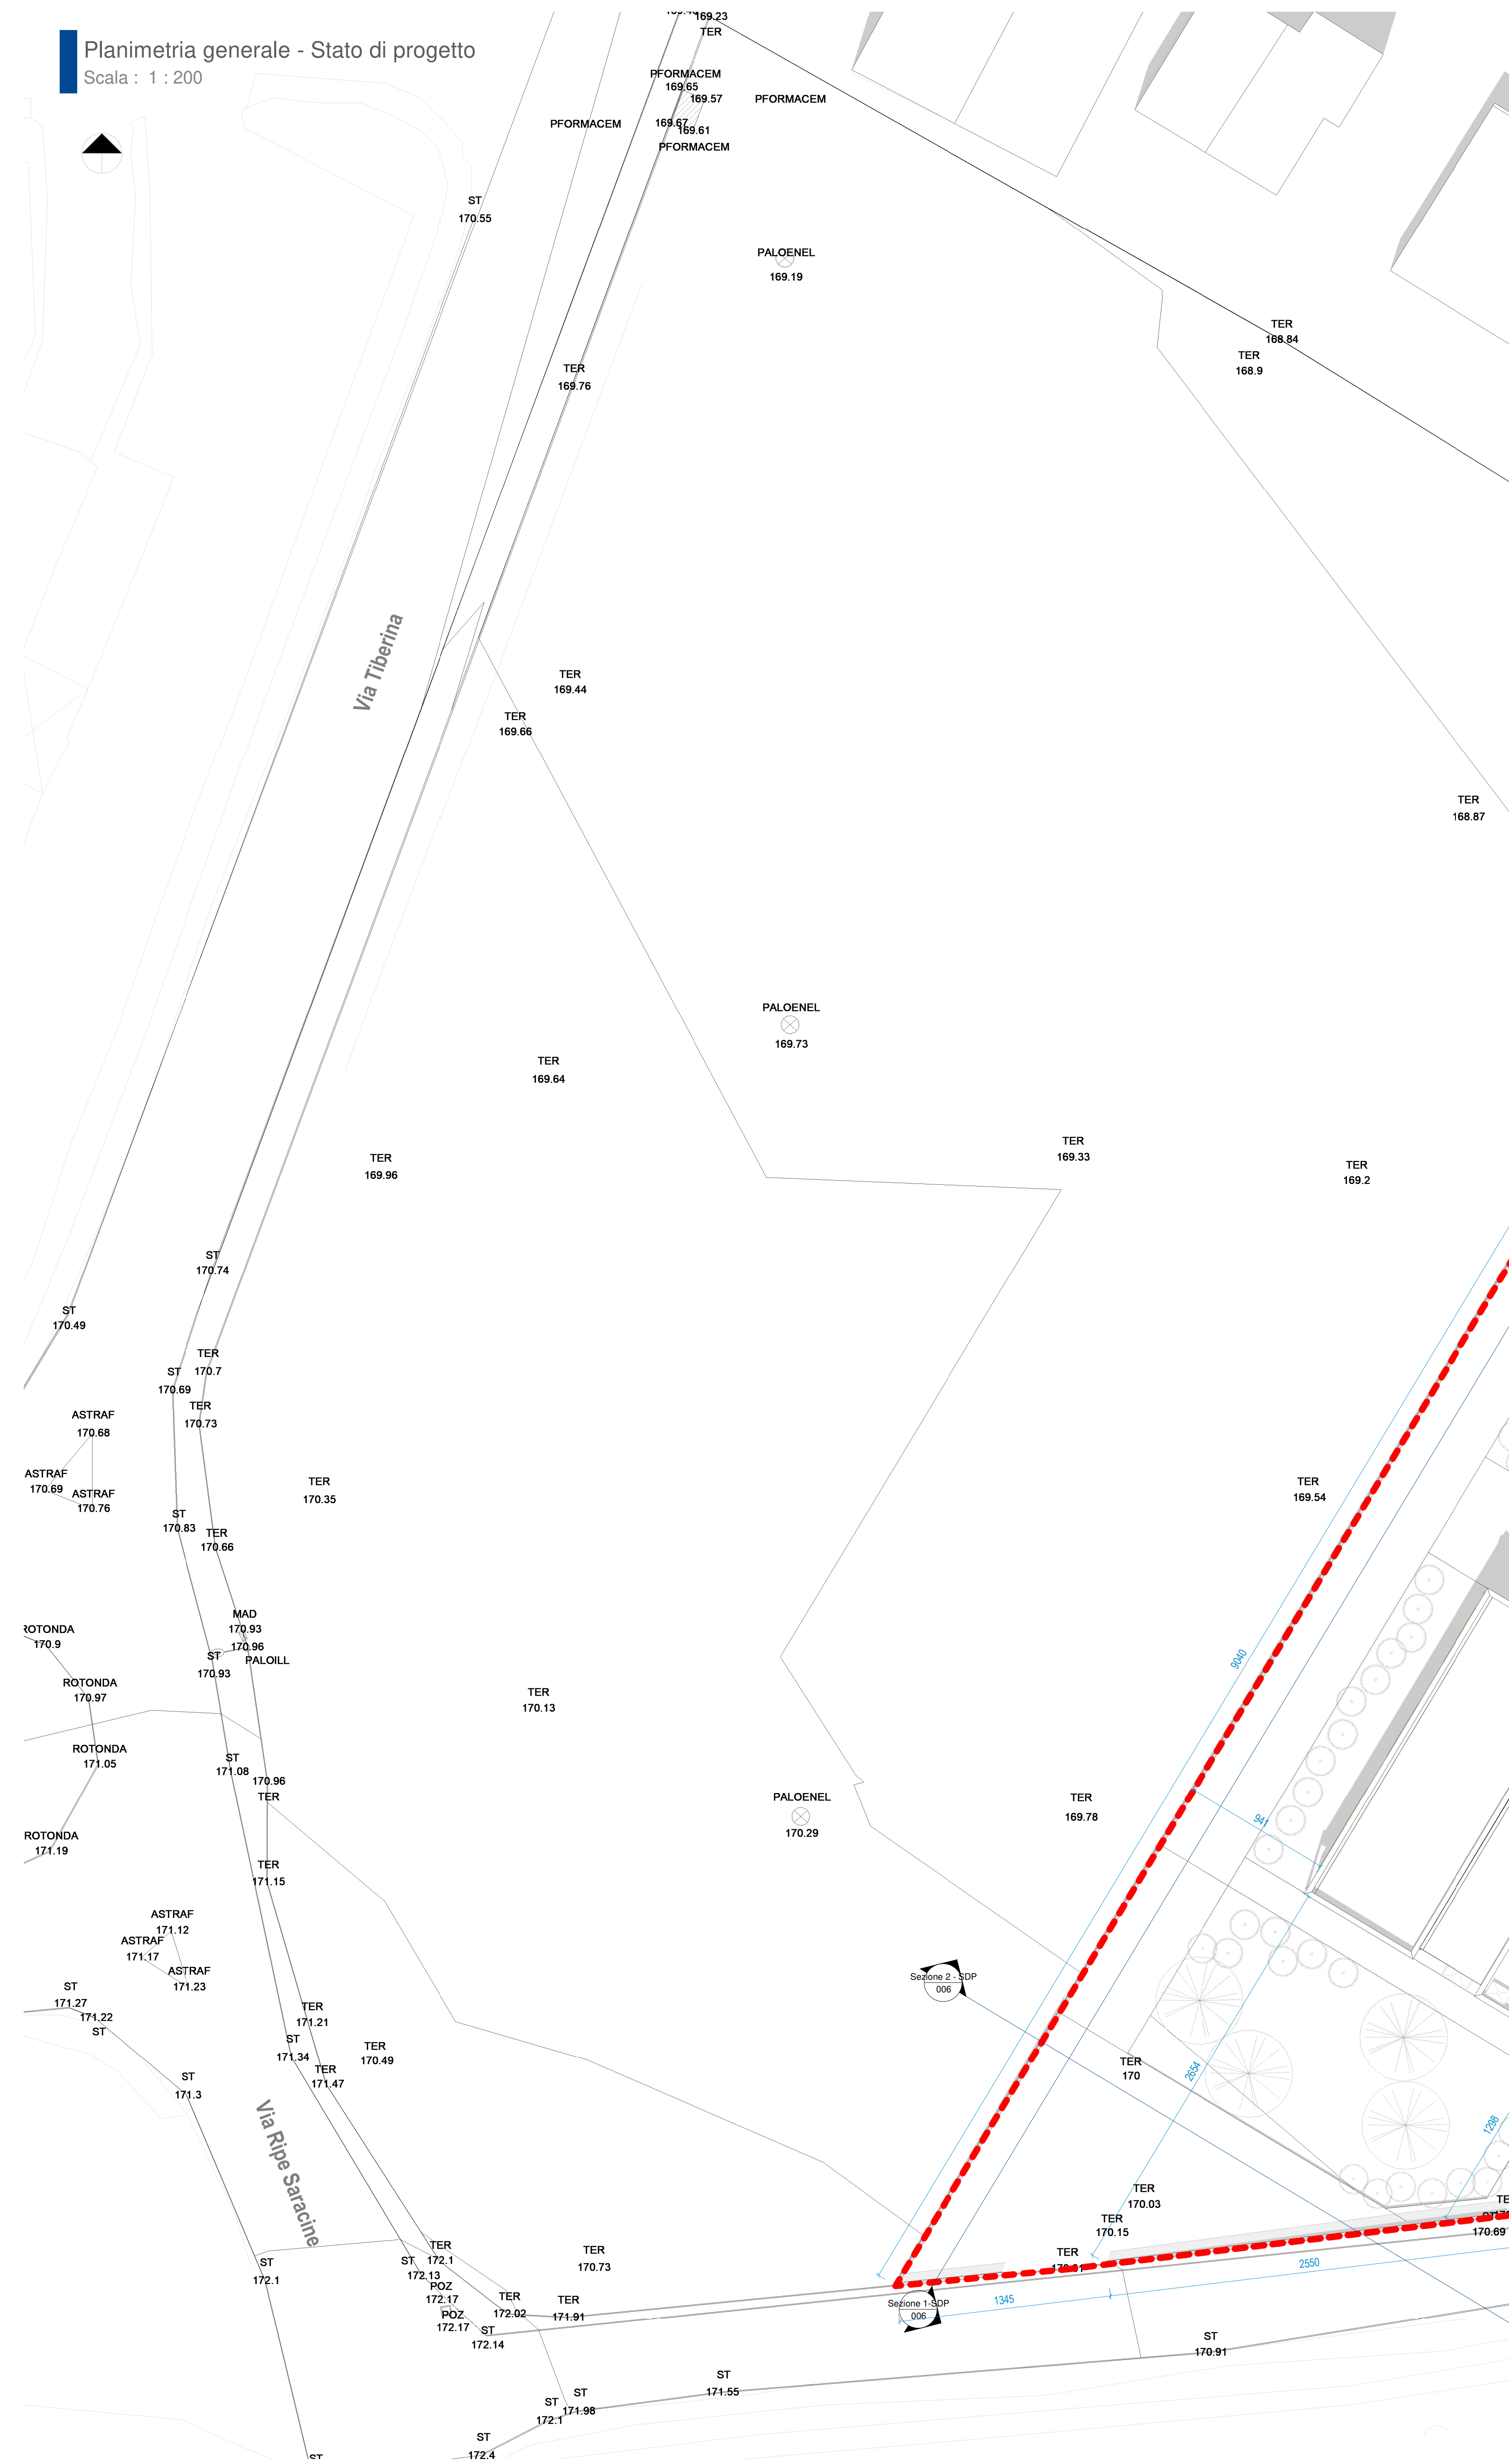 Planimetria generale - Stato di progetto
Scala : 1 : 200
169.23
TER
PFORMACEM
169.65
169.57
PFORMACEM
PFORMACEM
169.67
169.61
PFORMACEM
ST
170.55
PALOENEL
169.19
TER
168.84
TER
168.9
TER
169.76
Via Tiberina
TER
169.44
TER
169.66
TER
168.87
PALOENEL
169.73
TER
169.64
TER
169.96
TER
169.33
TER
169.2
ST
170.74
ST
170.49
TER
170.7
ST
170.69
TER
170.73
ASTRAF
170.68
ASTRAF
170.69
ASTRAF
170.76
TER
170.35
TER
169.54
ST
170.83
TER
170.66
MAD
170.93
170.96
PALOILL
ST
170.93
ROTONDA
170.9
ROTONDA
170.97
9040
TER
170.13
ROTONDA
171.05
ST
171.08
170.96
TER
PALOENEL
170.29
TER
169.78
941
ROTONDA
171.19
TER
171.15
ASTRAF
171.12
ASTRAF
171.17
ASTRAF
171.23
Sezione 2 - SDP
006
ST
171.27
171.22
ST
TER
171.21
ST
171.34
TER
170.49
TER
171.47
TER
170
2654
ST
171.3
1298
Via Ripe Saracine
TER
170.03
TER
170.15
170.69
TER
172.1
ST
172.13
TER
170.73
TER
ST
172.1
2550
POZ
172.17
TER
172.02
TER
171.91
1345
Sezione 1-SDP
006
POZ
172.17
ST
172.14
ST
170.91
ST
171.55
ST
171.98
ST
172.1
ST
172.4
ST